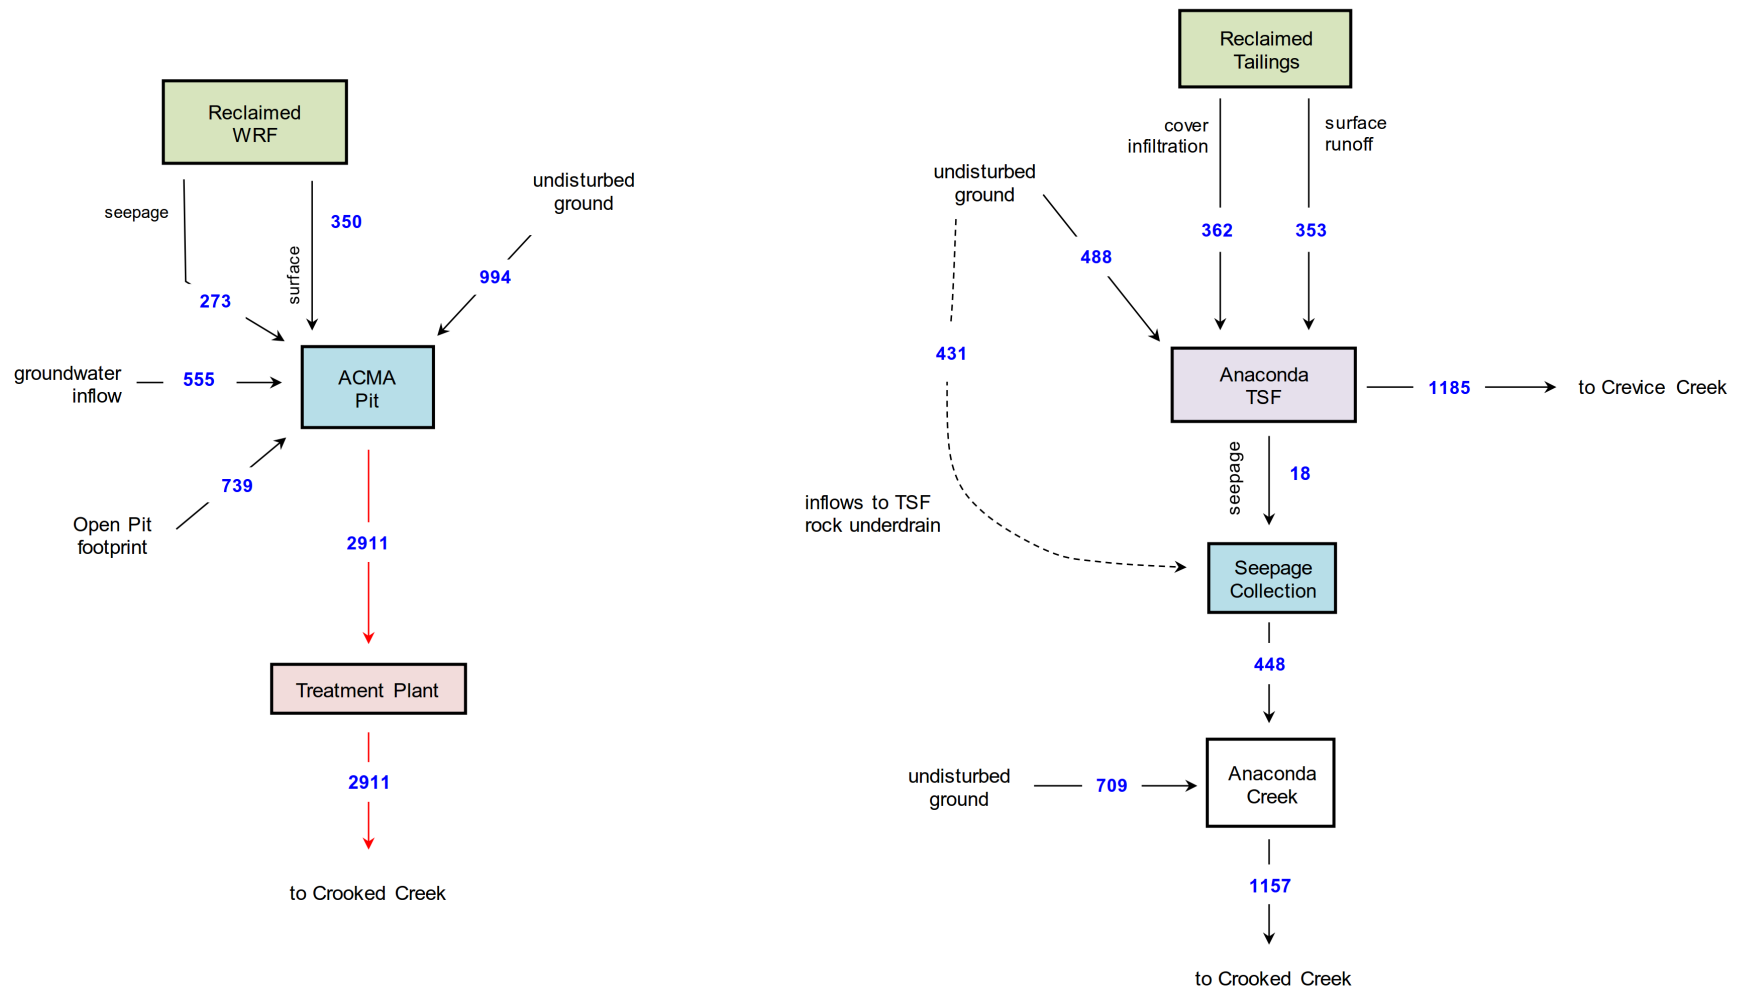 Reclaimed
WRF
seepage
350
surface
273
undisturbed
ground
994
groundwater
inflow
555
ACMA
Pit
739
Open Pit
footprint
2911
Treatment Plant
2911
to Crooked Creek
Reclaimed
Tailings
cover
infiltration
surface
runoff
362
353
undisturbed
ground
488
431
Anaconda
TSF
1185
to Crevice Creek
seepage
18
inflows to TSF
rock underdrain
Seepage
Collection
448
undisturbed
ground
709
Anaconda
Creek
1157
to Crooked Creek